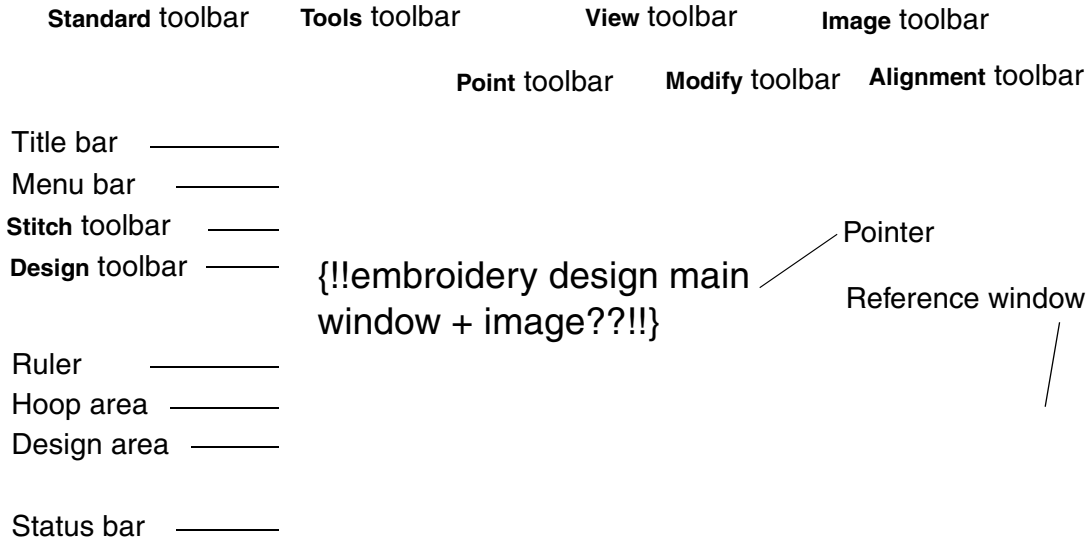 Standard toolbar Tools toolbar View toolbar Image toolbar
Point toolbar Modify toolbar Alignment toolbar
Title bar
Menu bar
Stitch toolbar
Pointer
Design toolbar
{!!embroidery design main
window + image??!!}
Reference window
Ruler
Hoop area
Design area
Status bar